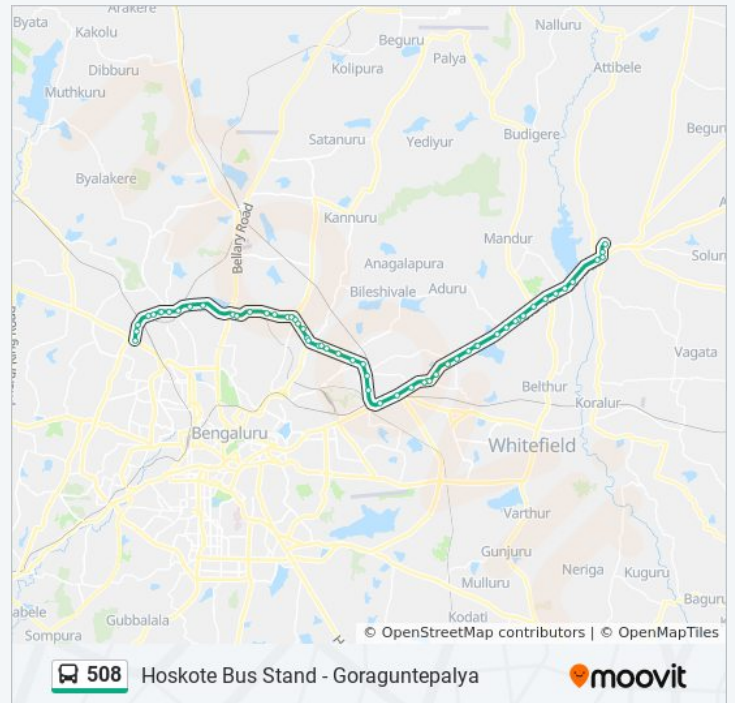 Arakere
Byata
Kakolu
Nalluru
Beguru
Palya
Dibburu
Kolipura
Attibele
Muthkuru
Satanuru
Yediyur
Budigere
Begur
Byalakere
Kannuru
Bellary Road
Mandur
Anagalapura
Solun
Bileshivale
Aduru
Vagata
Belthur
Koralur
Bengaluru
Whitefield
Varthur
Gunjuru
Neriga
Kuguru
Mulluru
Baguru
abele
Gubbalala
Kodati
Sompura
© OpenStreetMap contributors | © OpenMapTiles
508 Hoskote Bus Stand - Goraguntepalya
moovit